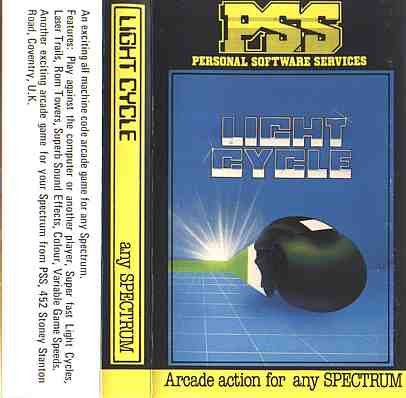 An exciting all machine code arcade game for any Spectrum.
Features: Play against the computer or another player, Super fast Light Cycles,
Laser Trails, Rom Towers, Superb Sound Effects, Colour, Variable Game Speeds.
Another exciting arcade game for your Spectrum from PSS, 452 Stoney Stanton
Road, Coventry, U.K.
LIGHT CYCLE
any SPECTRUM
PSS
PERSONAL SOFTWARE SERVICES
LIGHT
CYCLE
Arcade action for any SPECTRUM